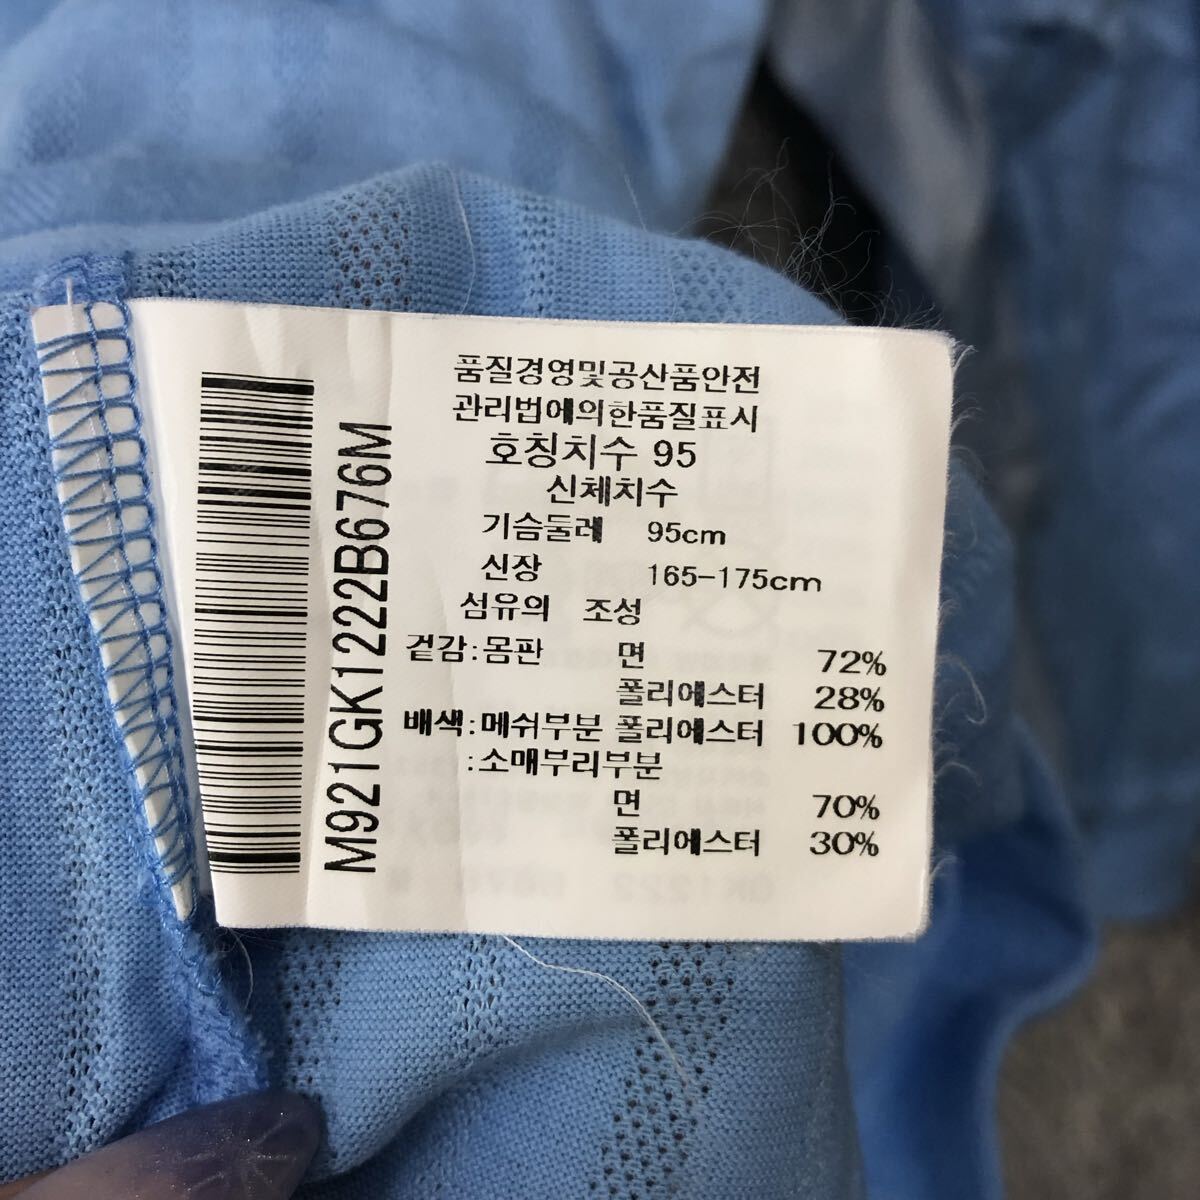 품질경영및공산품안전
관리법에의한품질표시
호칭치수 95
신체치수
가슴둘레 95cm
신장 165-175cm
섬유의 조성
겉감:몸판 면 72%
폴리에스터 28%
배색:메쉬부분 폴리에스터 100%
:소매부리부분
면 70%
폴리에스터 30%
M921GK1222B676M